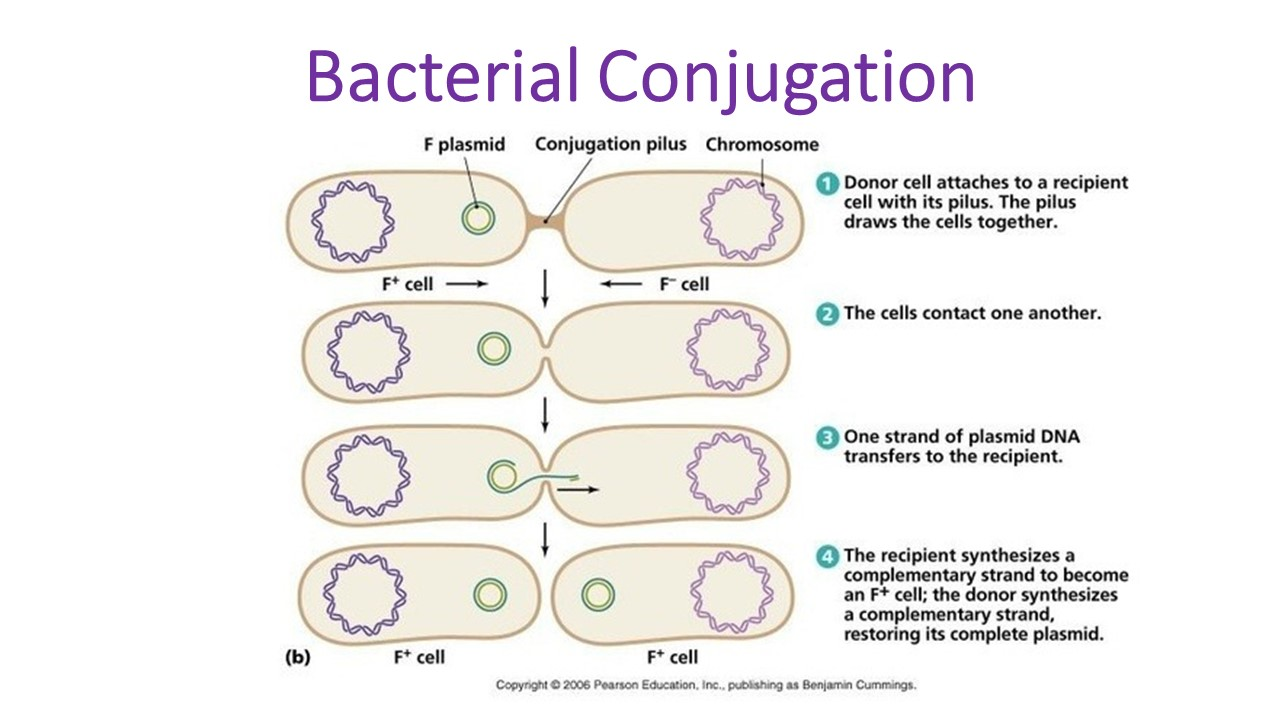 Bacterial Conjugation
F plasmid
Conjugation pilus
Chromosome
1 Donor cell attaches to a recipient
cell with its pilus. The pilus
draws the cells together.
F⁺ cell
F⁻ cell
2 The cells contact one another.
3 One strand of plasmid DNA
transfers to the recipient.
4 The recipient synthesizes a
complementary strand to become
an F⁺ cell; the donor synthesizes
a complementary strand,
restoring its complete plasmid.
(b)
F⁺ cell
F⁺ cell
Copyright © 2006 Pearson Education, Inc., publishing as Benjamin Cummings.